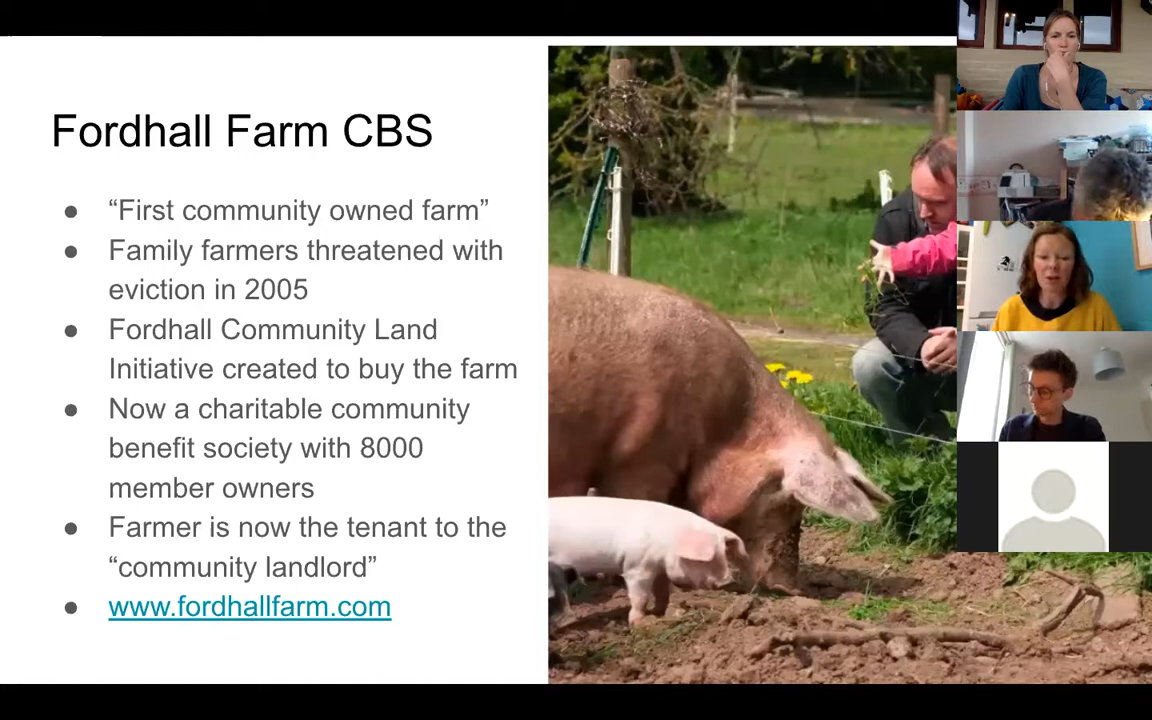 Fordhall Farm CBS
● “First community owned farm”
● Family farmers threatened with
eviction in 2005
● Fordhall Community Land
Initiative created to buy the farm
● Now a charitable community
benefit society with 8000
member owners
● Farmer is now the tenant to the
“community landlord”
● www.fordhallfarm.com